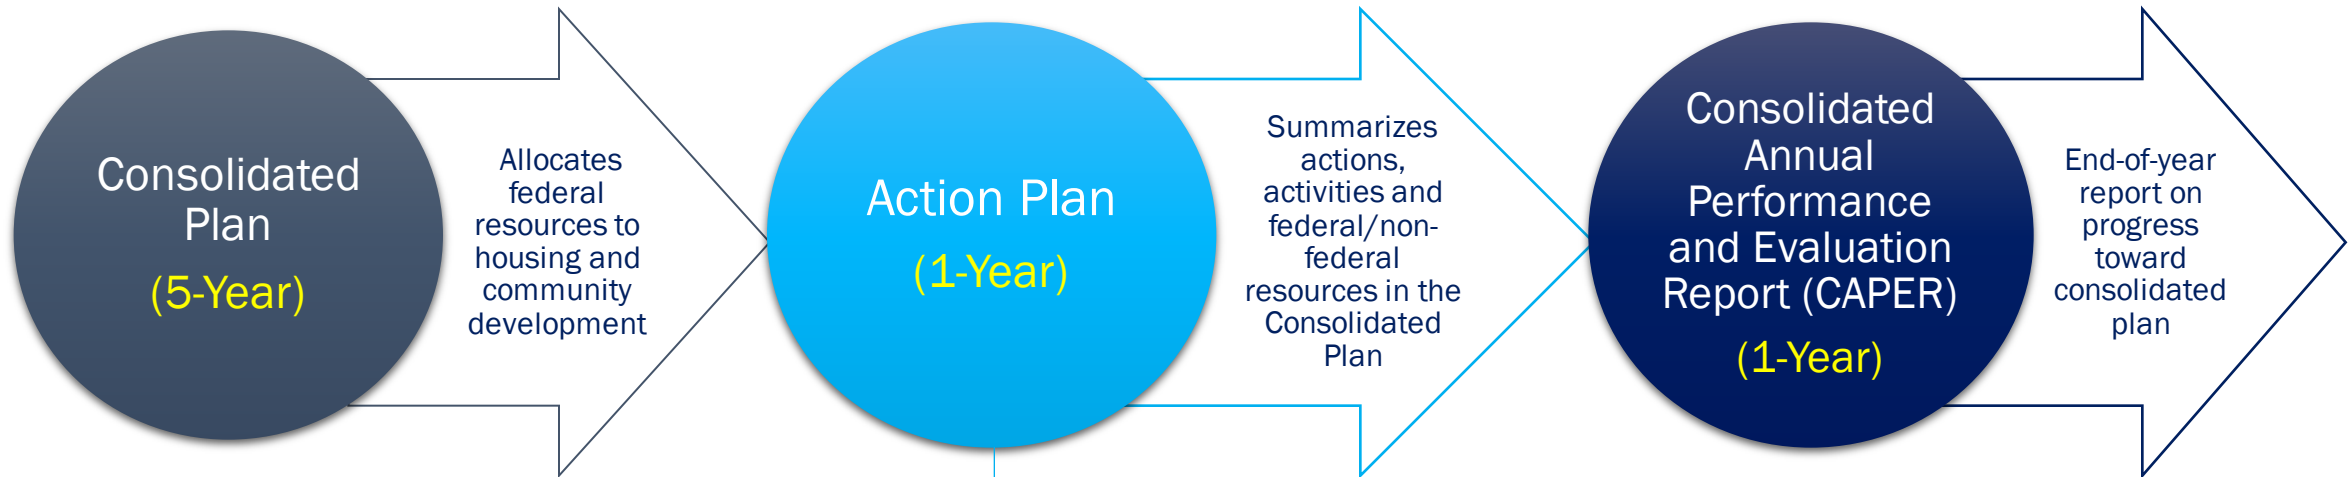 Consolidated
Plan
(5-Year)
Allocates
federal
resources to
housing and
community
development
Action Plan
(1-Year)
Summarizes
actions,
activities and
federal/non-
federal
resources in the
Consolidated
Plan
Consolidated
Annual
Performance
and Evaluation
Report (CAPER)
(1-Year)
End-of-year
report on
progress
toward
consolidated
plan